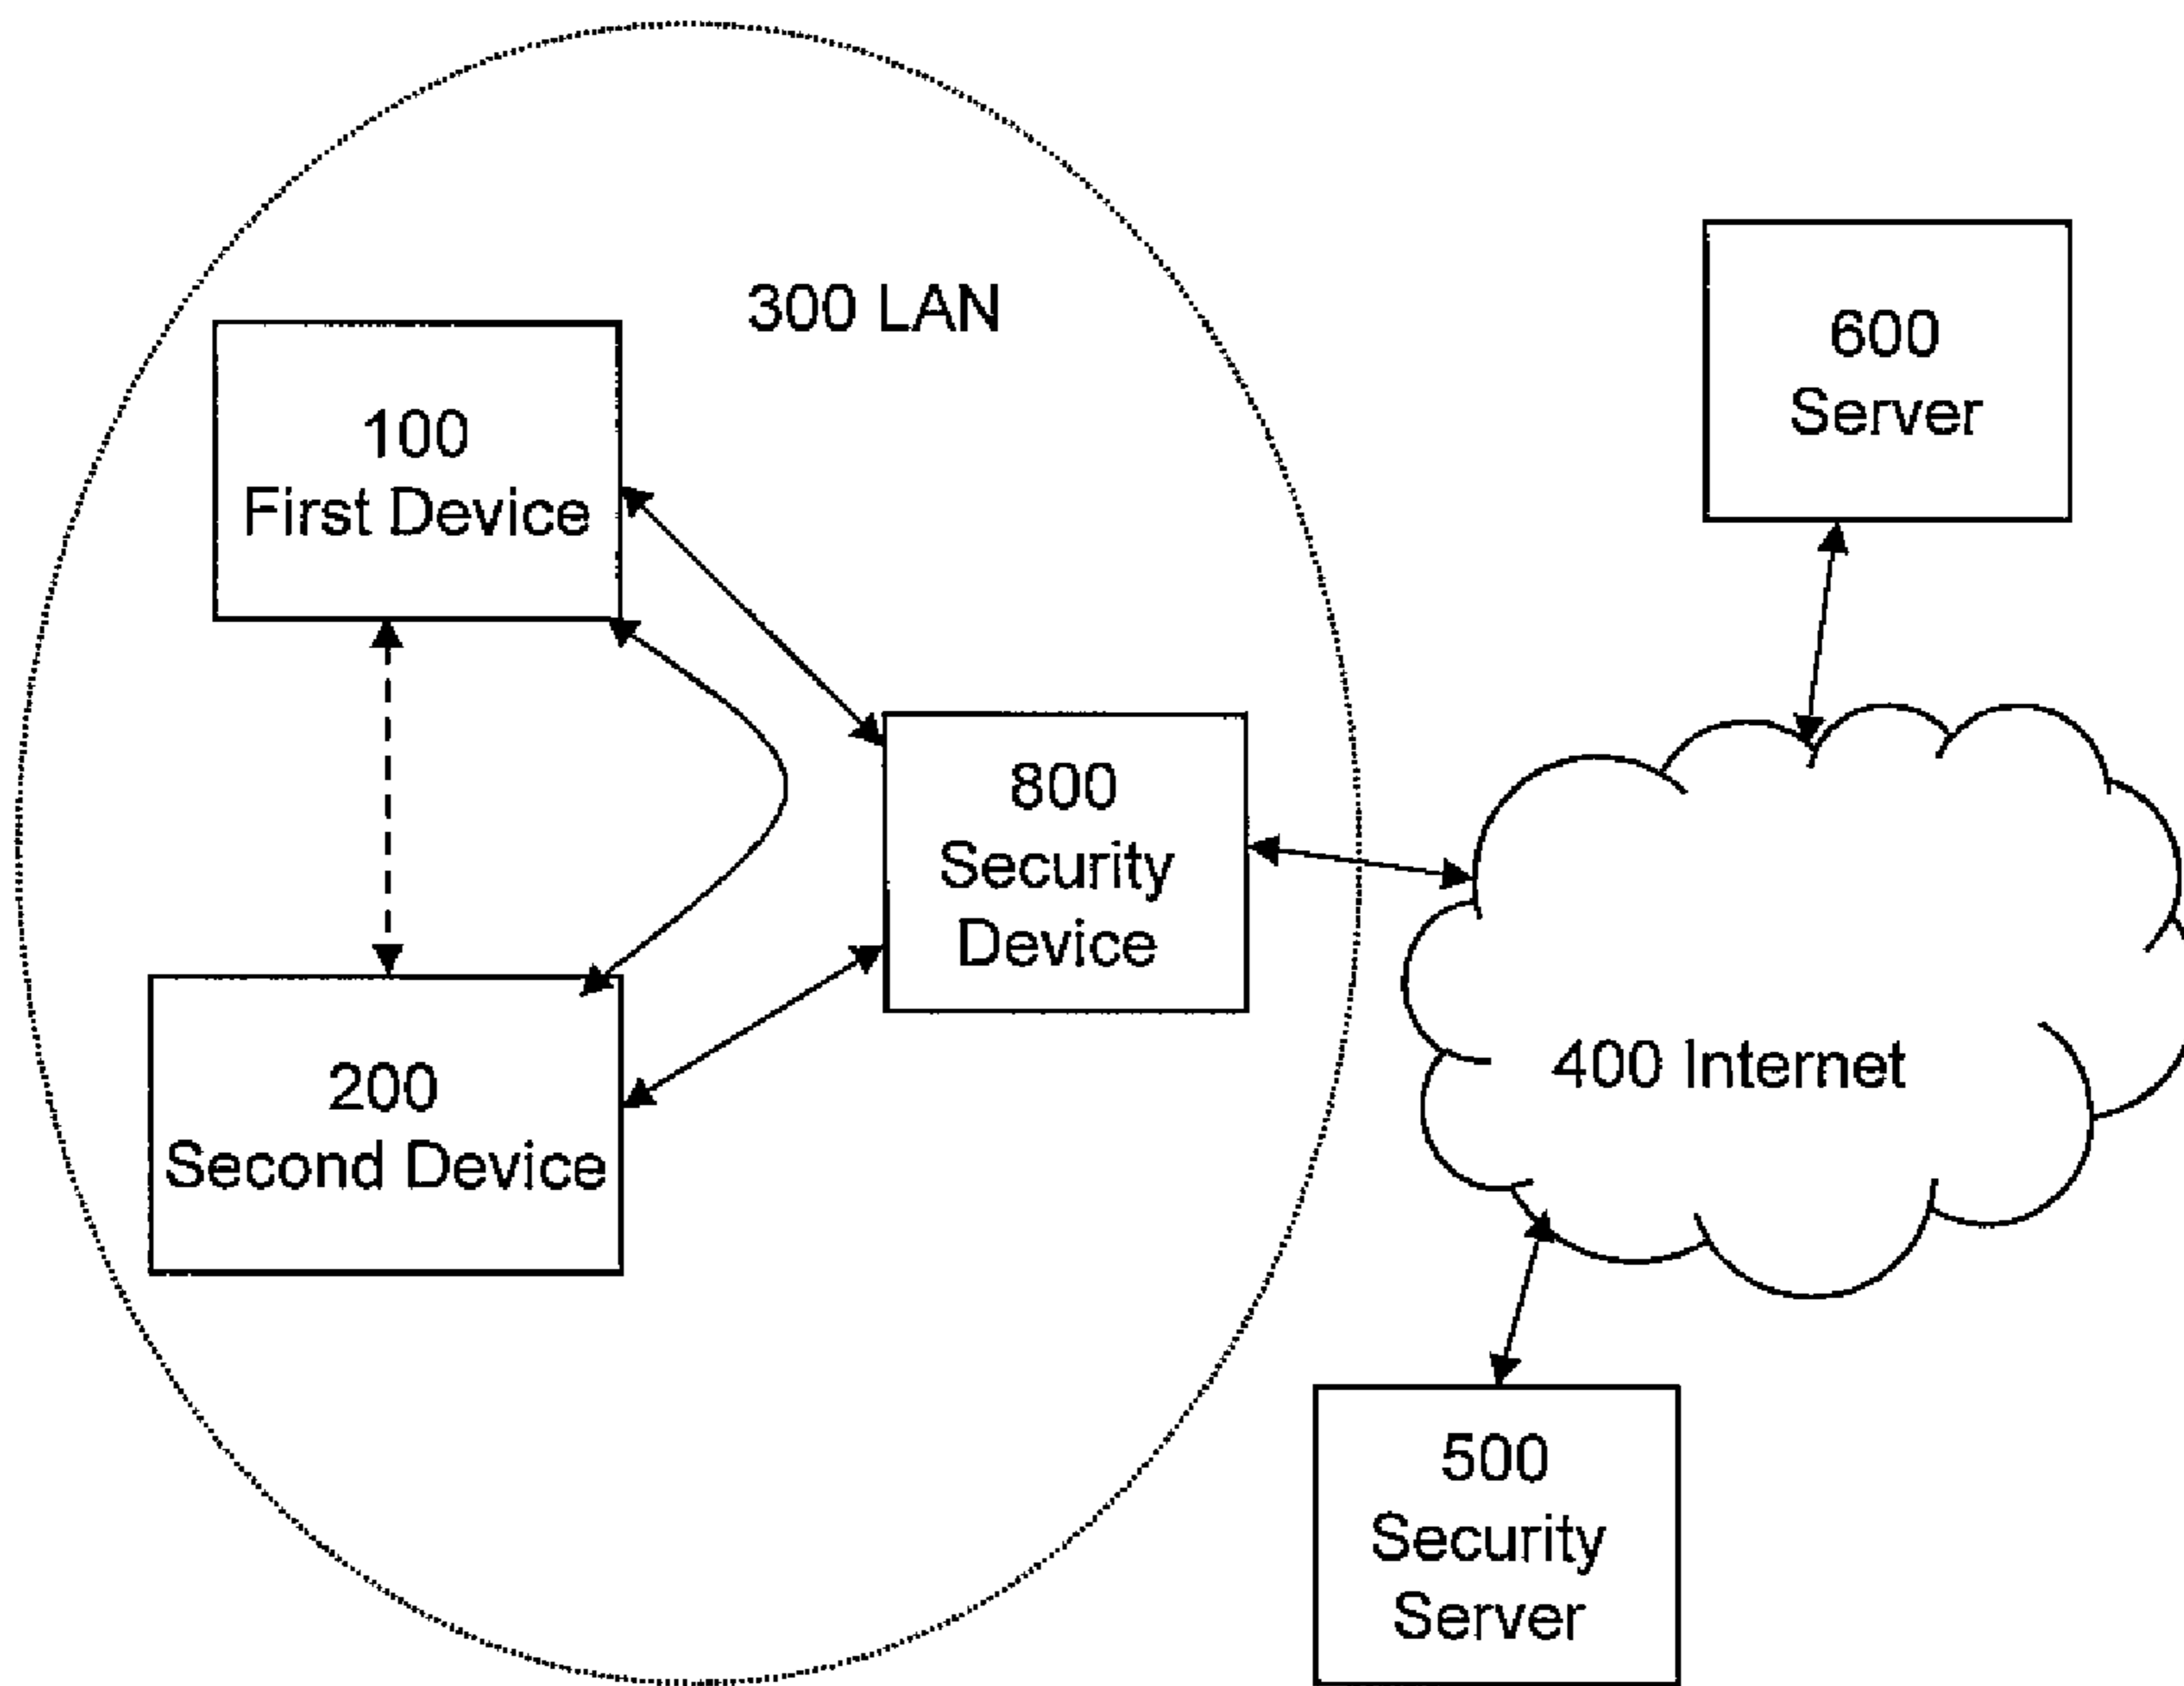 300 LAN
100
First Device
600
Server
800
Security
Device
200
Second Device
400 Internet
500
Security
Server